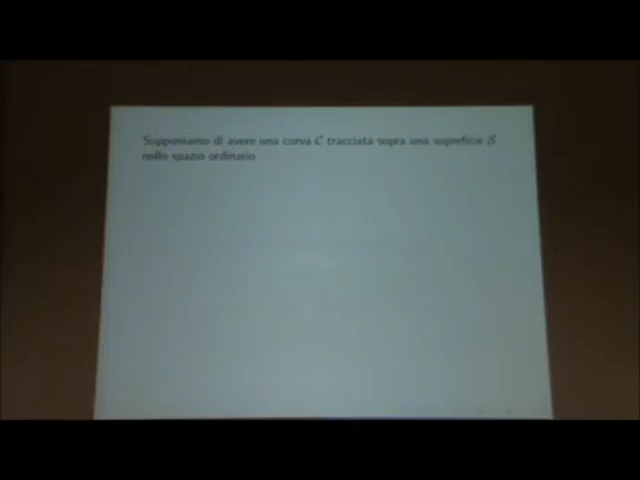 Supponiamo di avere una curva C tracciata sopra una superficie S
nello spazio ordinario